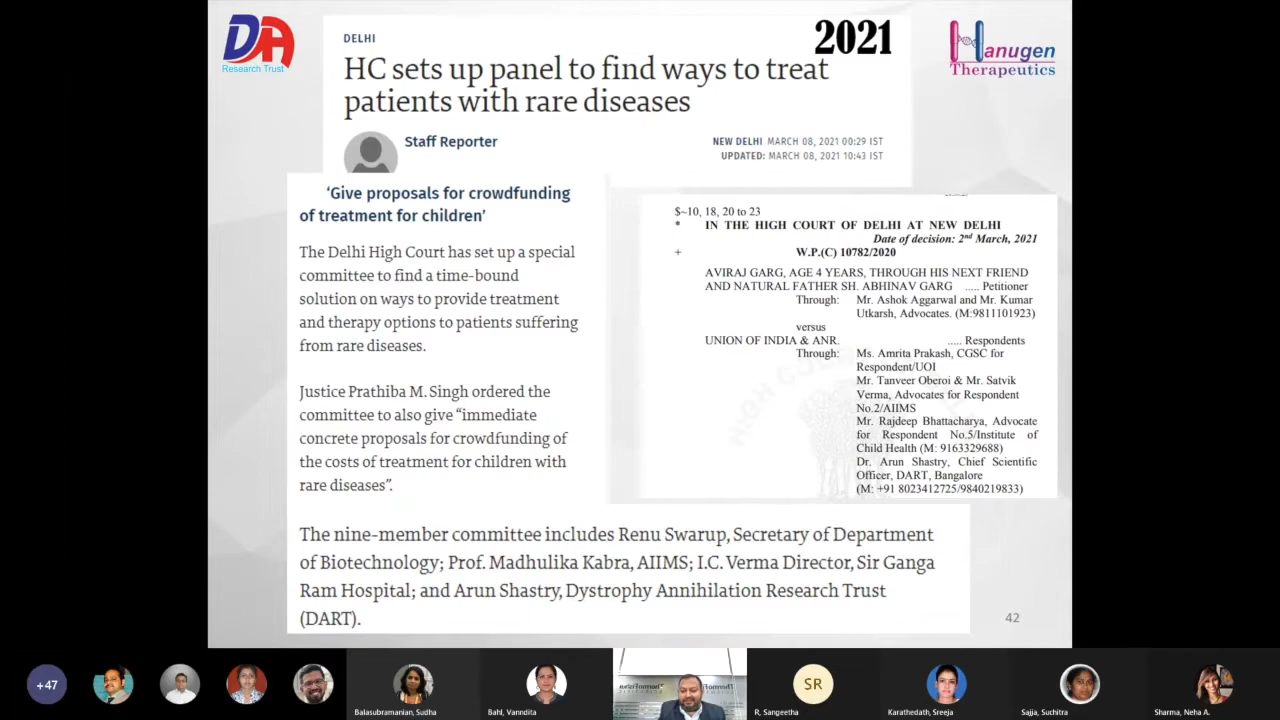 DA
Research Trust
DELHI
2021
HC sets up panel to find ways to treat
patients with rare diseases
Hanugen
Therapeutics
Staff Reporter
NEW DELHI MARCH 08, 2021 00:29 IST
UPDATED: MARCH 08, 2021 10:43 IST
‘Give proposals for crowdfunding
of treatment for children’
The Delhi High Court has set up a special
committee to find a time-bound
solution on ways to provide treatment
and therapy options to patients suffering
from rare diseases.
Justice Prathiba M. Singh ordered the
committee to also give “immediate
concrete proposals for crowdfunding of
the costs of treatment for children with
rare diseases”.
$~10, 18, 20 to 23
* IN THE HIGH COURT OF DELHI AT NEW DELHI
Date of decision: 2nd March, 2021
+ W.P.(C) 10782/2020
AVIRAJ GARG, AGE 4 YEARS, THROUGH HIS NEXT FRIEND
AND NATURAL FATHER SH. ABHINAV GARG ..... Petitioner
Through: Mr. Ashok Aggarwal and Mr. Kumar
Utkarsh, Advocates. (M:9811101923)
versus
UNION OF INDIA & ANR. ..... Respondents
Through: Ms. Amrita Prakash, CGSC for
Respondent/UOI
Mr. Tanveer Oberoi & Mr. Satvik
Verma, Advocates for Respondent
No.2/AIIMS
Mr. Rajdeep Bhattacharya, Advocate
for Respondent No.5/Institute of
Child Health (M: 9163329688)
Dr. Arun Shastry, Chief Scientific
Officer, DART, Bangalore
(M: +91 8023412725/9840219833)
The nine-member committee includes Renu Swarup, Secretary of Department
of Biotechnology; Prof. Madhulika Kabra, AIIMS; I.C. Verma Director, Sir Ganga
Ram Hospital; and Arun Shastry, Dystrophy Annihilation Research Trust
(DART).
42
+47
Balasubramanian, Sudha
Bahl, Vanndita
SR
R, Sangeetha
Karathedath, Sreeja
Sajja, Suchitra
Sharma, Neha A.